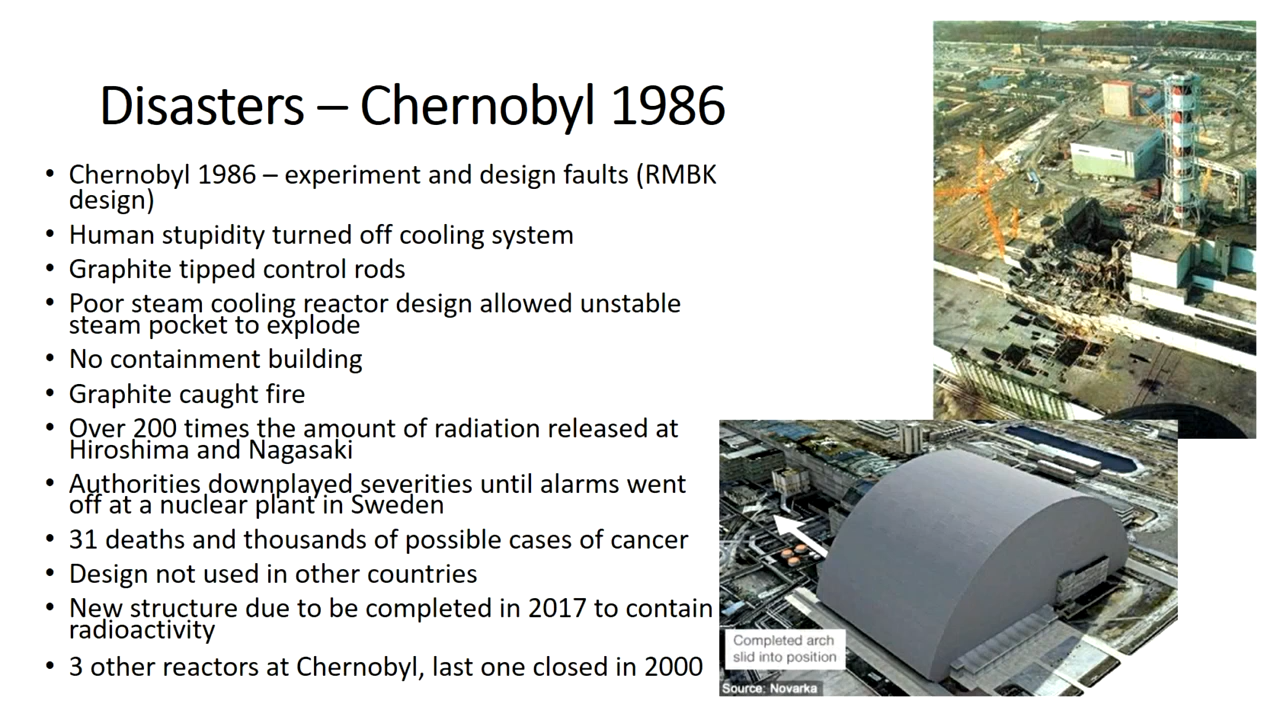 Disasters – Chernobyl 1986
• Chernobyl 1986 – experiment and design faults (RMBK
design)
• Human stupidity turned off cooling system
• Graphite tipped control rods
• Poor steam cooling reactor design allowed unstable
steam pocket to explode
• No containment building
• Graphite caught fire
• Over 200 times the amount of radiation released at
Hiroshima and Nagasaki
• Authorities downplayed severities until alarms went
off at a nuclear plant in Sweden
• 31 deaths and thousands of possible cases of cancer
• Design not used in other countries
• New structure due to be completed in 2017 to contain
radioactivity
• 3 other reactors at Chernobyl, last one closed in 2000
Completed arch
slid into position
Source: Novarka